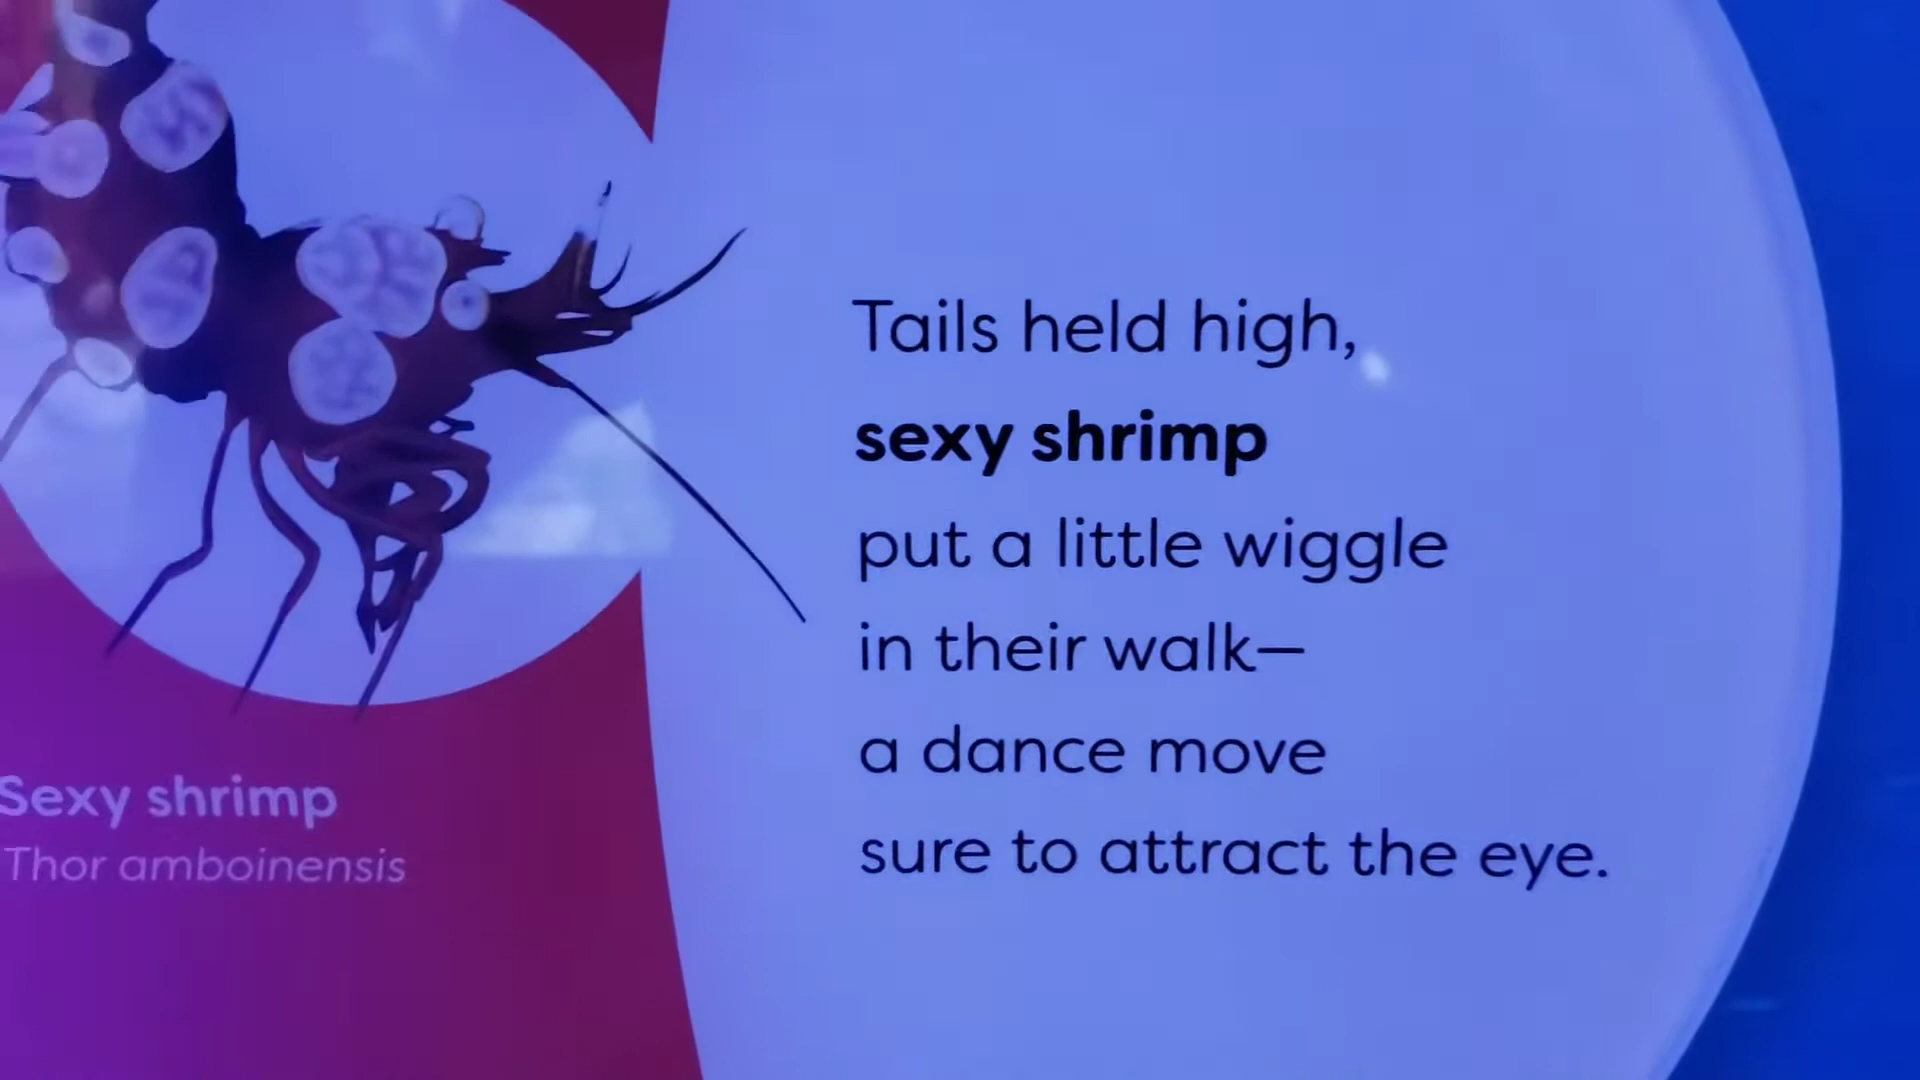 Tails held high,
sexy shrimp
put a little wiggle
in their walk—
a dance move
sure to attract the eye.
Sexy shrimp
Thor amboinensis